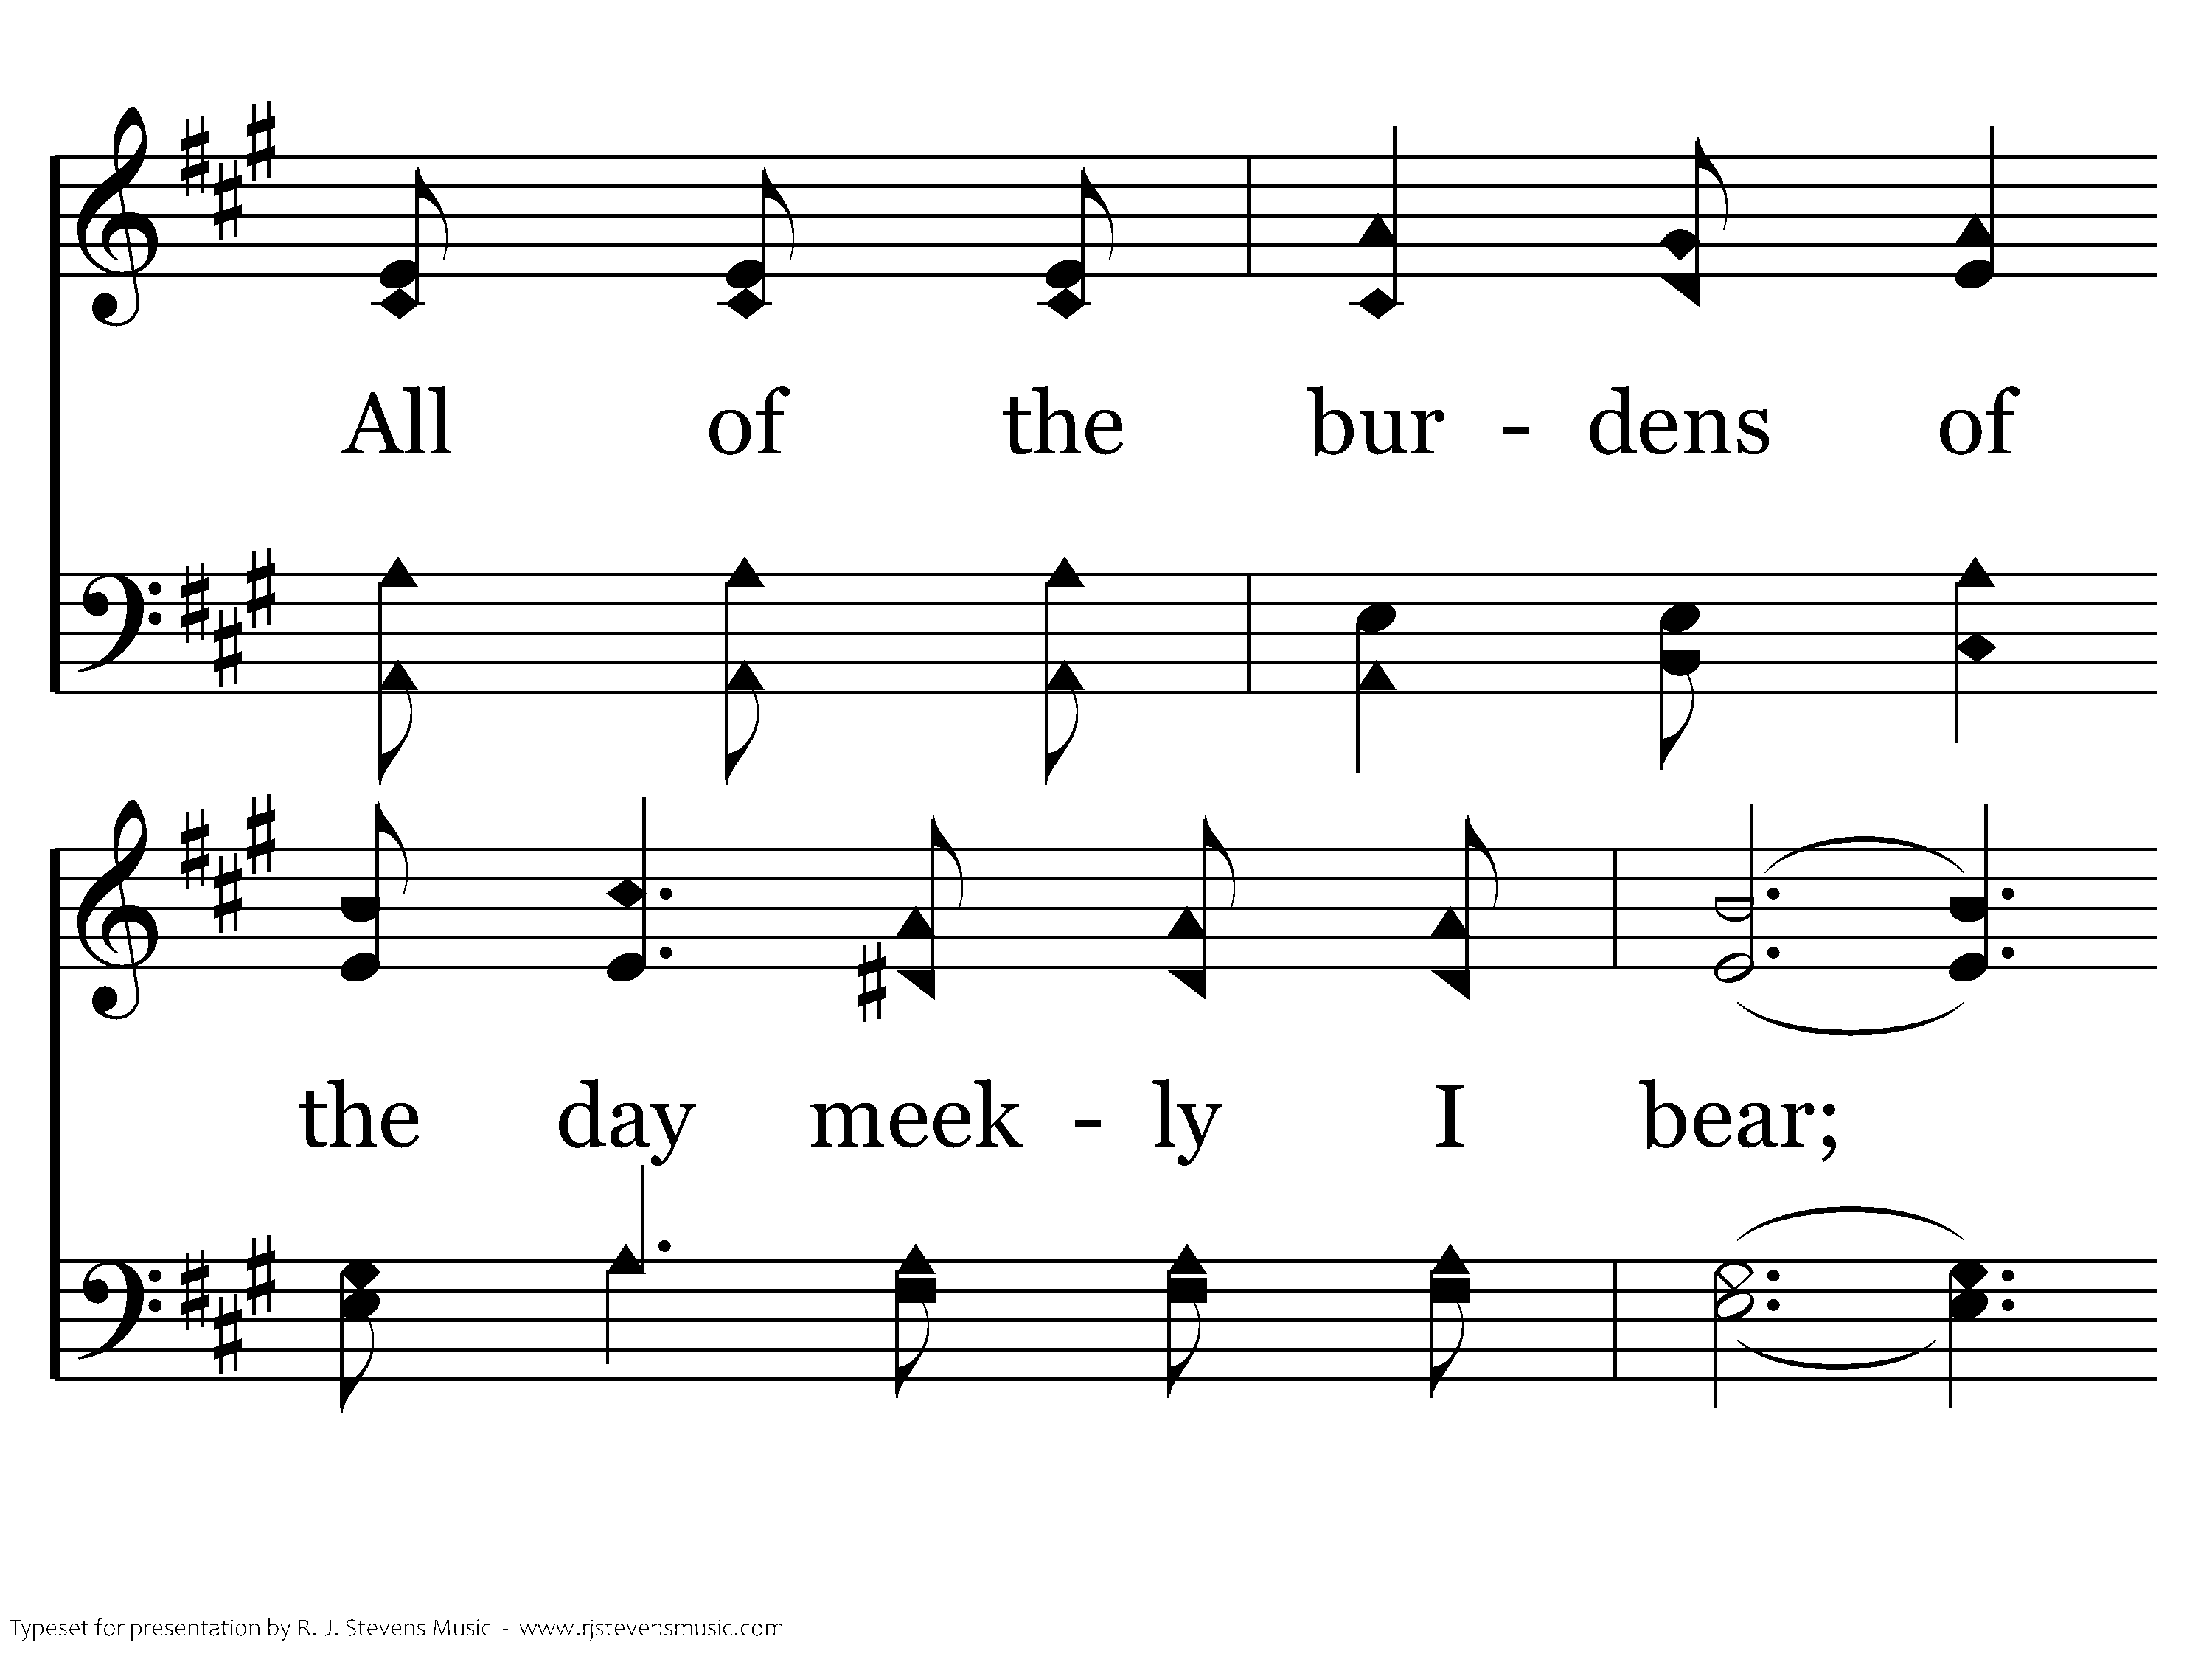 All of the bur - dens of
the day meek - ly I bear;
Typeset for presentation by R. J. Stevens Music - www.rjstevensmusic.com